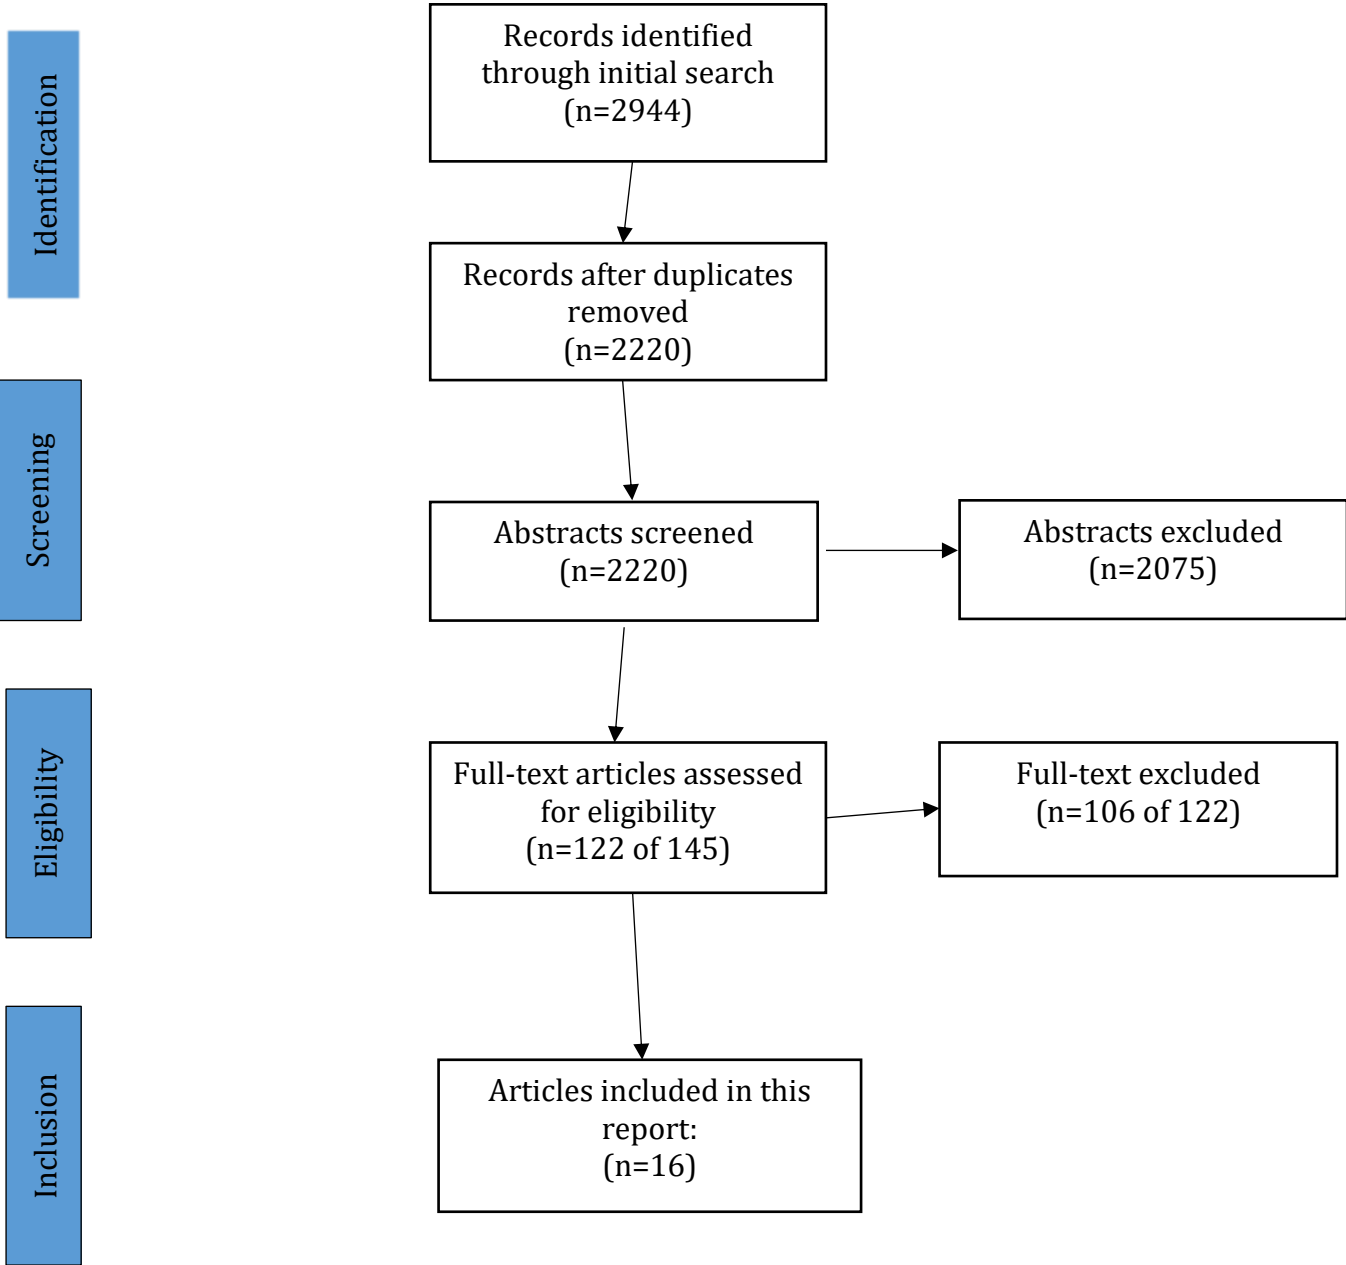 Identification
Records identified
through initial search
(n=2944)
Records after duplicates
removed
(n=2220)
Screening
Abstracts screened
(n=2220)
Abstracts excluded
(n=2075)
Eligibility
Full-text articles assessed
for eligibility
(n=122 of 145)
Full-text excluded
(n=106 of 122)
Inclusion
Articles included in this
report:
(n=16)